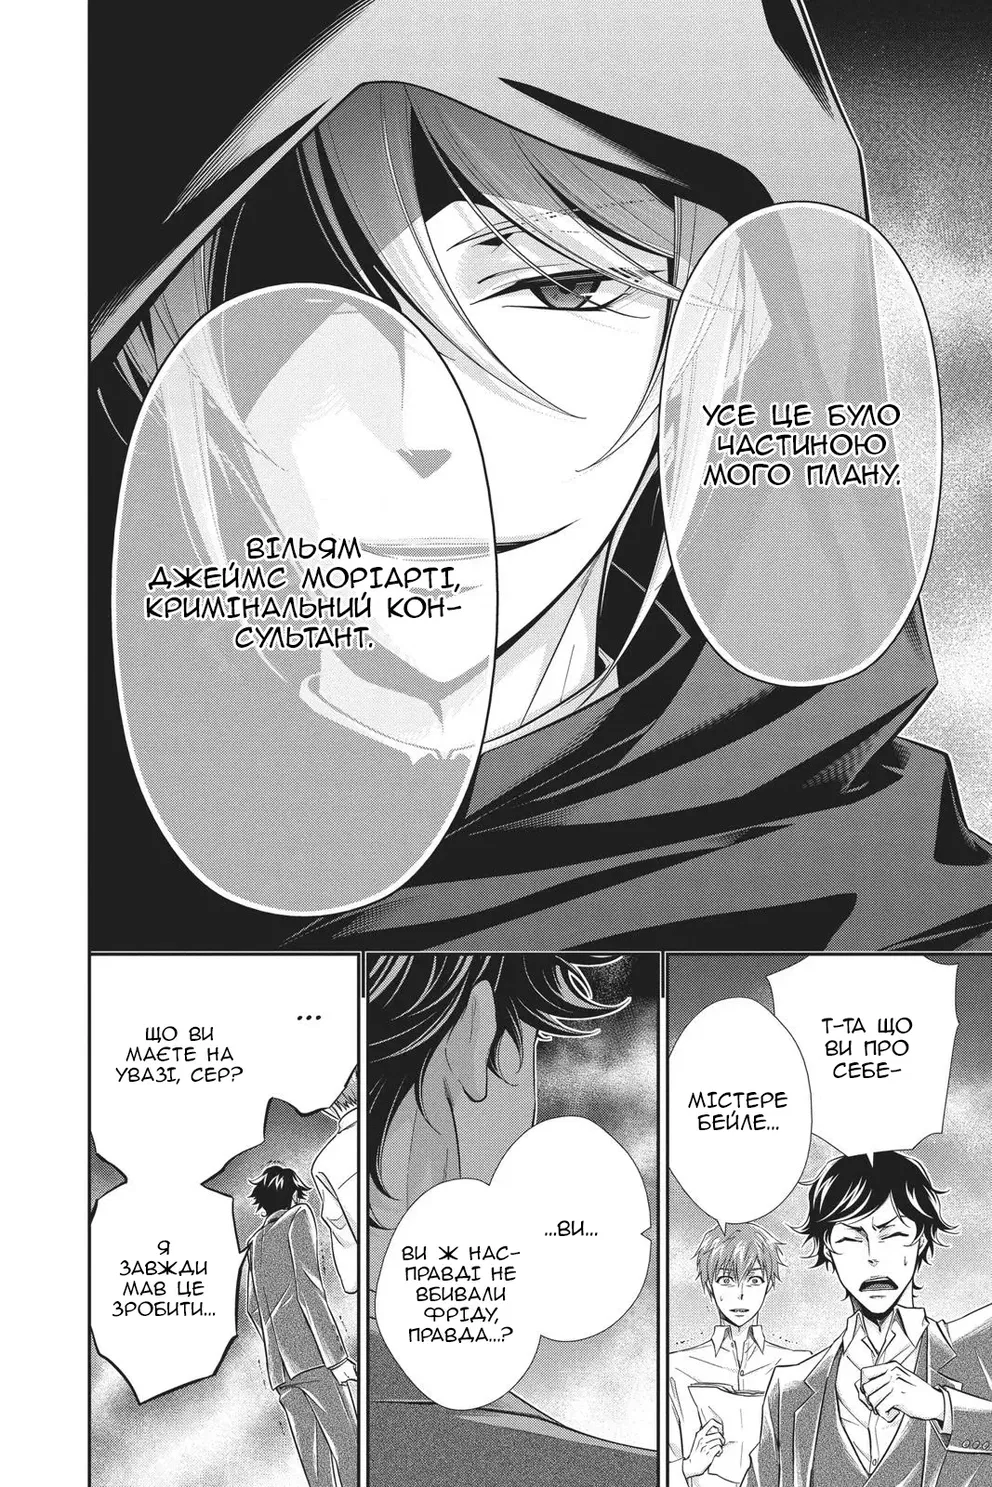 УСЕ ЦЕ БУЛО
ЧАСТИНОЮ
МОГО ПЛАНУ.
ВІЛЬЯМ
ДЖЕЙМС МОРІАРТІ,
КРИМІНАЛЬНИЙ КОН-
СУЛЬТАНТ.
Т-ТА ЩО
ВИ ПРО
СЕБЕ-
МІСТЕРЕ
БЕЙЛЕ...
...ВИ...
ВИ Ж НАС-
ПРАВДІ НЕ
ВБИВАЛИ
ФРІДУ,
ПРАВДА...?
...
ЩО ВИ
МАЄТЕ НА
УВАЗІ, СЕР?
Я
ЗАВЖДИ
МАВ ЦЕ
ЗРОБИТИ...